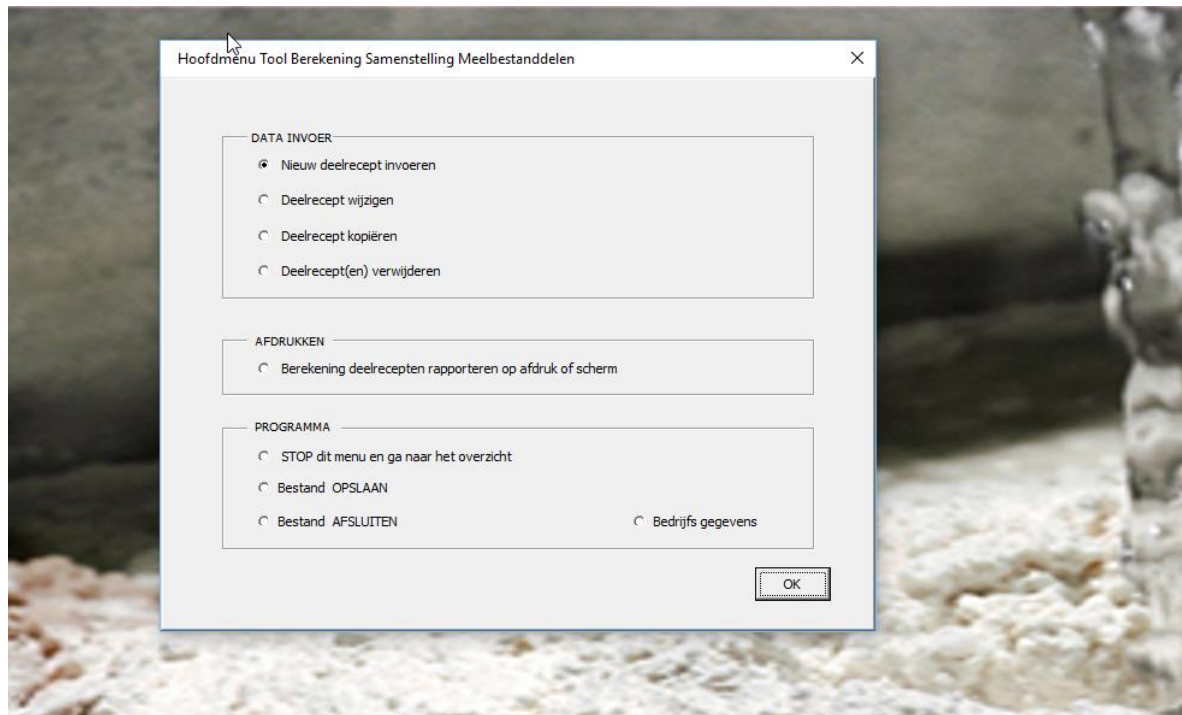 Hoofdmenu Tool Berekening Samenstelling Meelbestanddelen
DATA INVOER
Nieuw deelrecept invoeren
Deelrecept wijzigen
Deelrecept kopiëren
Deelrecept(en) verwijderen
AFDRUKKEN
Berekening deelrecepten rapporteren op afdruk of scherm
PROGRAMMA
STOP dit menu en ga naar het overzicht
Bestand OPSLAAN
Bestand AFSLUITEN Bedrijfs gegevens
OK